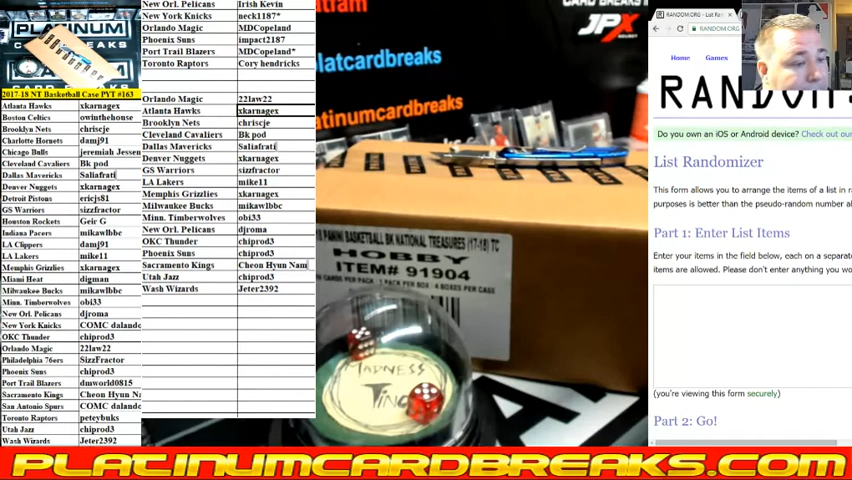 PLATINUM
CARD BREAKS
2017-18 NT Basketball Case PYT #163
Atlanta Hawks xkarnagex
Boston Celtics owinthehouse
Brooklyn Nets chriscje
Charlotte Hornets damj91
Chicago Bulls jeremiah Jessen
Cleveland Cavaliers Bk pod
Dallas Mavericks Saliafrati
Denver Nuggets xkarnagex
Detroit Pistons ericjs81
GS Warriors sizzfractor
Houston Rockets Geir G
Indiana Pacers mikawlbbc
LA Clippers damj91
LA Lakers mike11
Memphis Grizzlies xkarnagex
Miami Heat digman
Milwaukee Bucks mikawlbbc
Minn. Timberwolves obi33
New Orl. Pelicans djroma
New York Knicks COMC daland
OKC Thunder chiprod3
Orlando Magic 22law22
Philadelphia 76ers SizzFractor
Phoenix Suns chiprod3
Port Trail Blazers dmworld0815
Sacramento Kings Cheon Hyun Na
San Antonio Spurs COMC daland
Toronto Raptors peteybuks
Utah Jazz chiprod3
Wash Wizards Jeter2392
New Orl. Pelicans Irish Kevin
New York Knicks neck1187*
Orlando Magic MDCopeland
Phoenix Suns impact2187
Port Trail Blazers MDCopeland*
Toronto Raptors Cory hendricks
Orlando Magic 22law22
Atlanta Hawks xkarnagex
Brooklyn Nets chriscje
Cleveland Cavaliers Bk pod
Dallas Mavericks Saliafrati
Denver Nuggets xkarnagex
GS Warriors sizzfractor
LA Lakers mike11
Memphis Grizzlies xkarnagex
Milwaukee Bucks mikawlbbc
Minn. Timberwolves obi33
New Orl. Pelicans djroma
OKC Thunder chiprod3
Phoenix Suns chiprod3
Sacramento Kings Cheon Hyun Nam
Utah Jazz chiprod3
Wash Wizards Jeter2392
CARD BREAKS
JPX
platcardbreaks
platinumcardbreaks
18 PANINI BASKETBALL BK NATIONAL TREASURES (17-18) TC
HOBBY
ITEM# 91904
CARDS PER PACK 1 PACK PER BOX 4 BOXES PER CASE
MADNESS
RANDOM.ORG - List Ran
RANDOM.ORG
Home Games
RANDO
Do you own an iOS or Android device? Check out our
List Randomizer
This form allows you to arrange the items of a list in r
purposes is better than the pseudo-random number a
Part 1: Enter List Items
Enter your items in the field below, each on a separat
items are allowed. Please don't enter anything you wo
(you're viewing this form securely)
Part 2: Go!
PLATINUMCARDBREAKS.COM